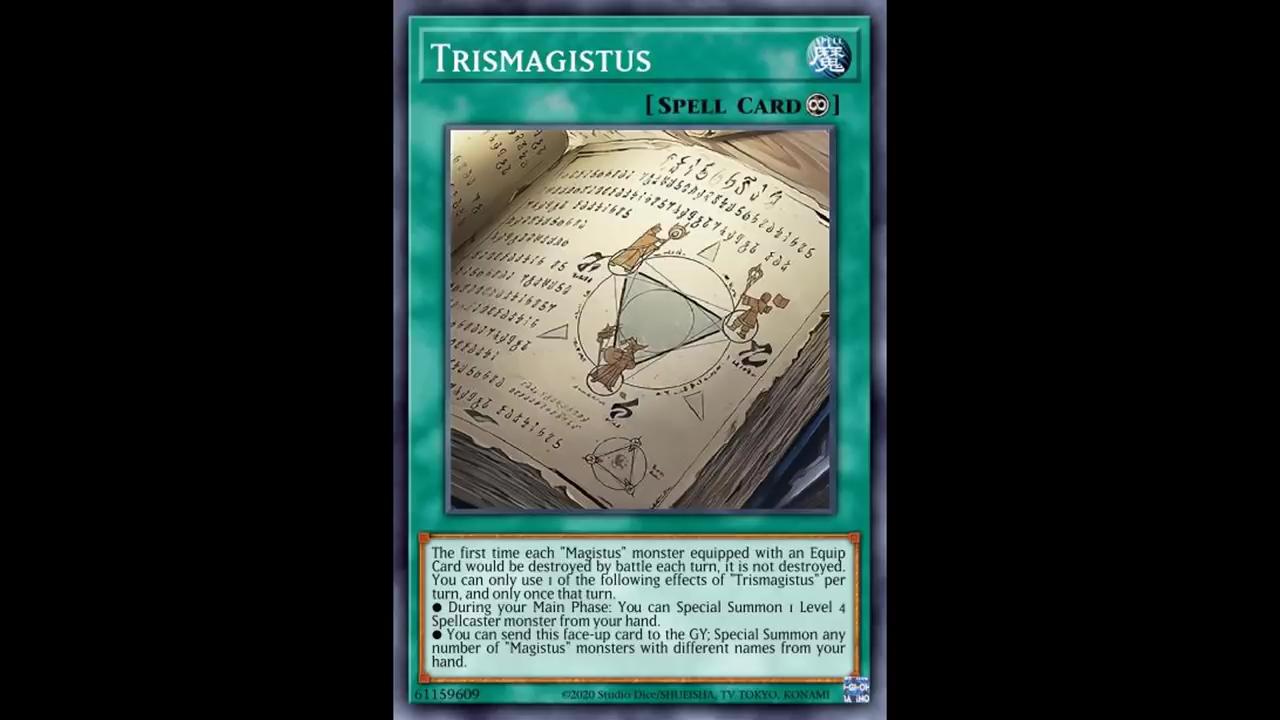 TRISMAGISTUS
SPELL
魔
[SPELL CARD ]
The first time each "Magistus" monster equipped with an Equip
Card would be destroyed by battle each turn, it is not destroyed.
You can only use 1 of the following effects of "Trismagistus" per
turn, and only once that turn.
● During your Main Phase: You can Special Summon 1 Level 4
Spellcaster monster from your hand.
● You can send this face-up card to the GY; Special Summon any
number of "Magistus" monsters with different names from your
hand.
61159609
©2020 Studio Dice/SHUEISHA, TV TOKYO, KONAMI